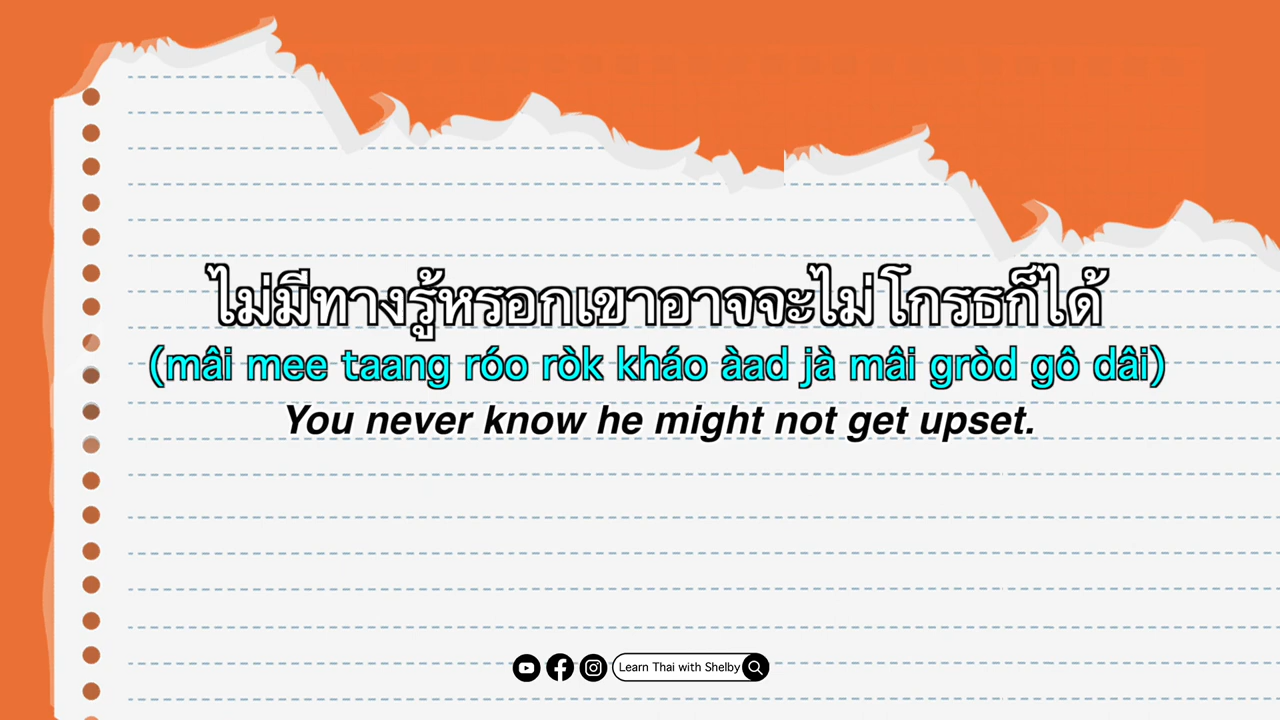 ไม่มีทางรู้หรอกเขาอาจจะไม่โกรธก็ได้
(mâi mee taang róo ròk kháo àad jà mâi gròd gô dâi)
You never know he might not get upset.
Learn Thai with Shelby